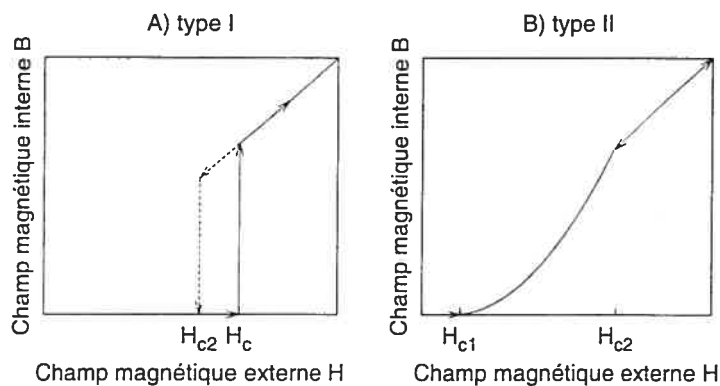 A) type I
Champ magnétique interne B
H_c2 H_c
Champ magnétique externe H
B) type II
Champ magnétique interne B
H_c1
H_c2
Champ magnétique externe H